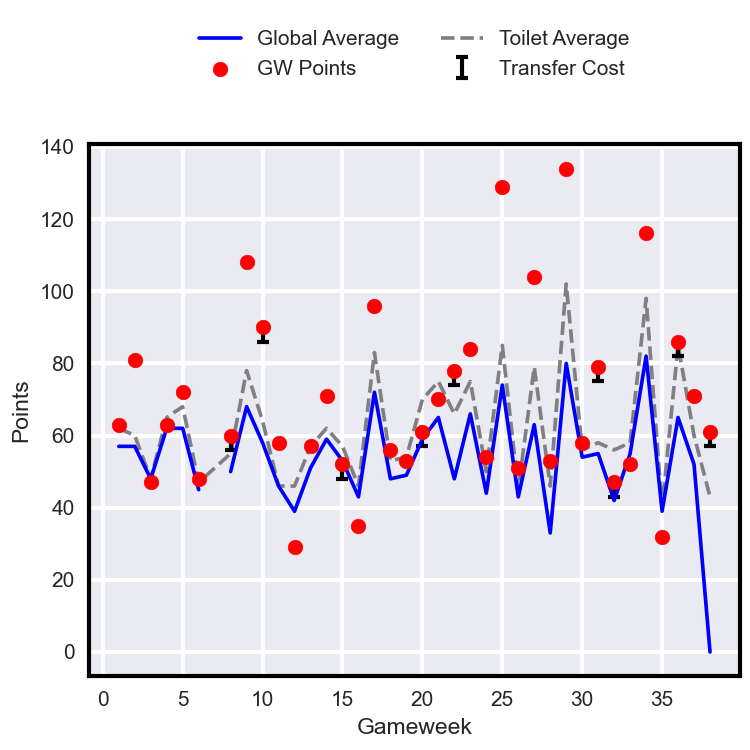 Global Average
Toilet Average
GW Points
Transfer Cost
140
120
100
80
60
40
20
0
Points
0 5 10 15 20 25 30 35
Gameweek